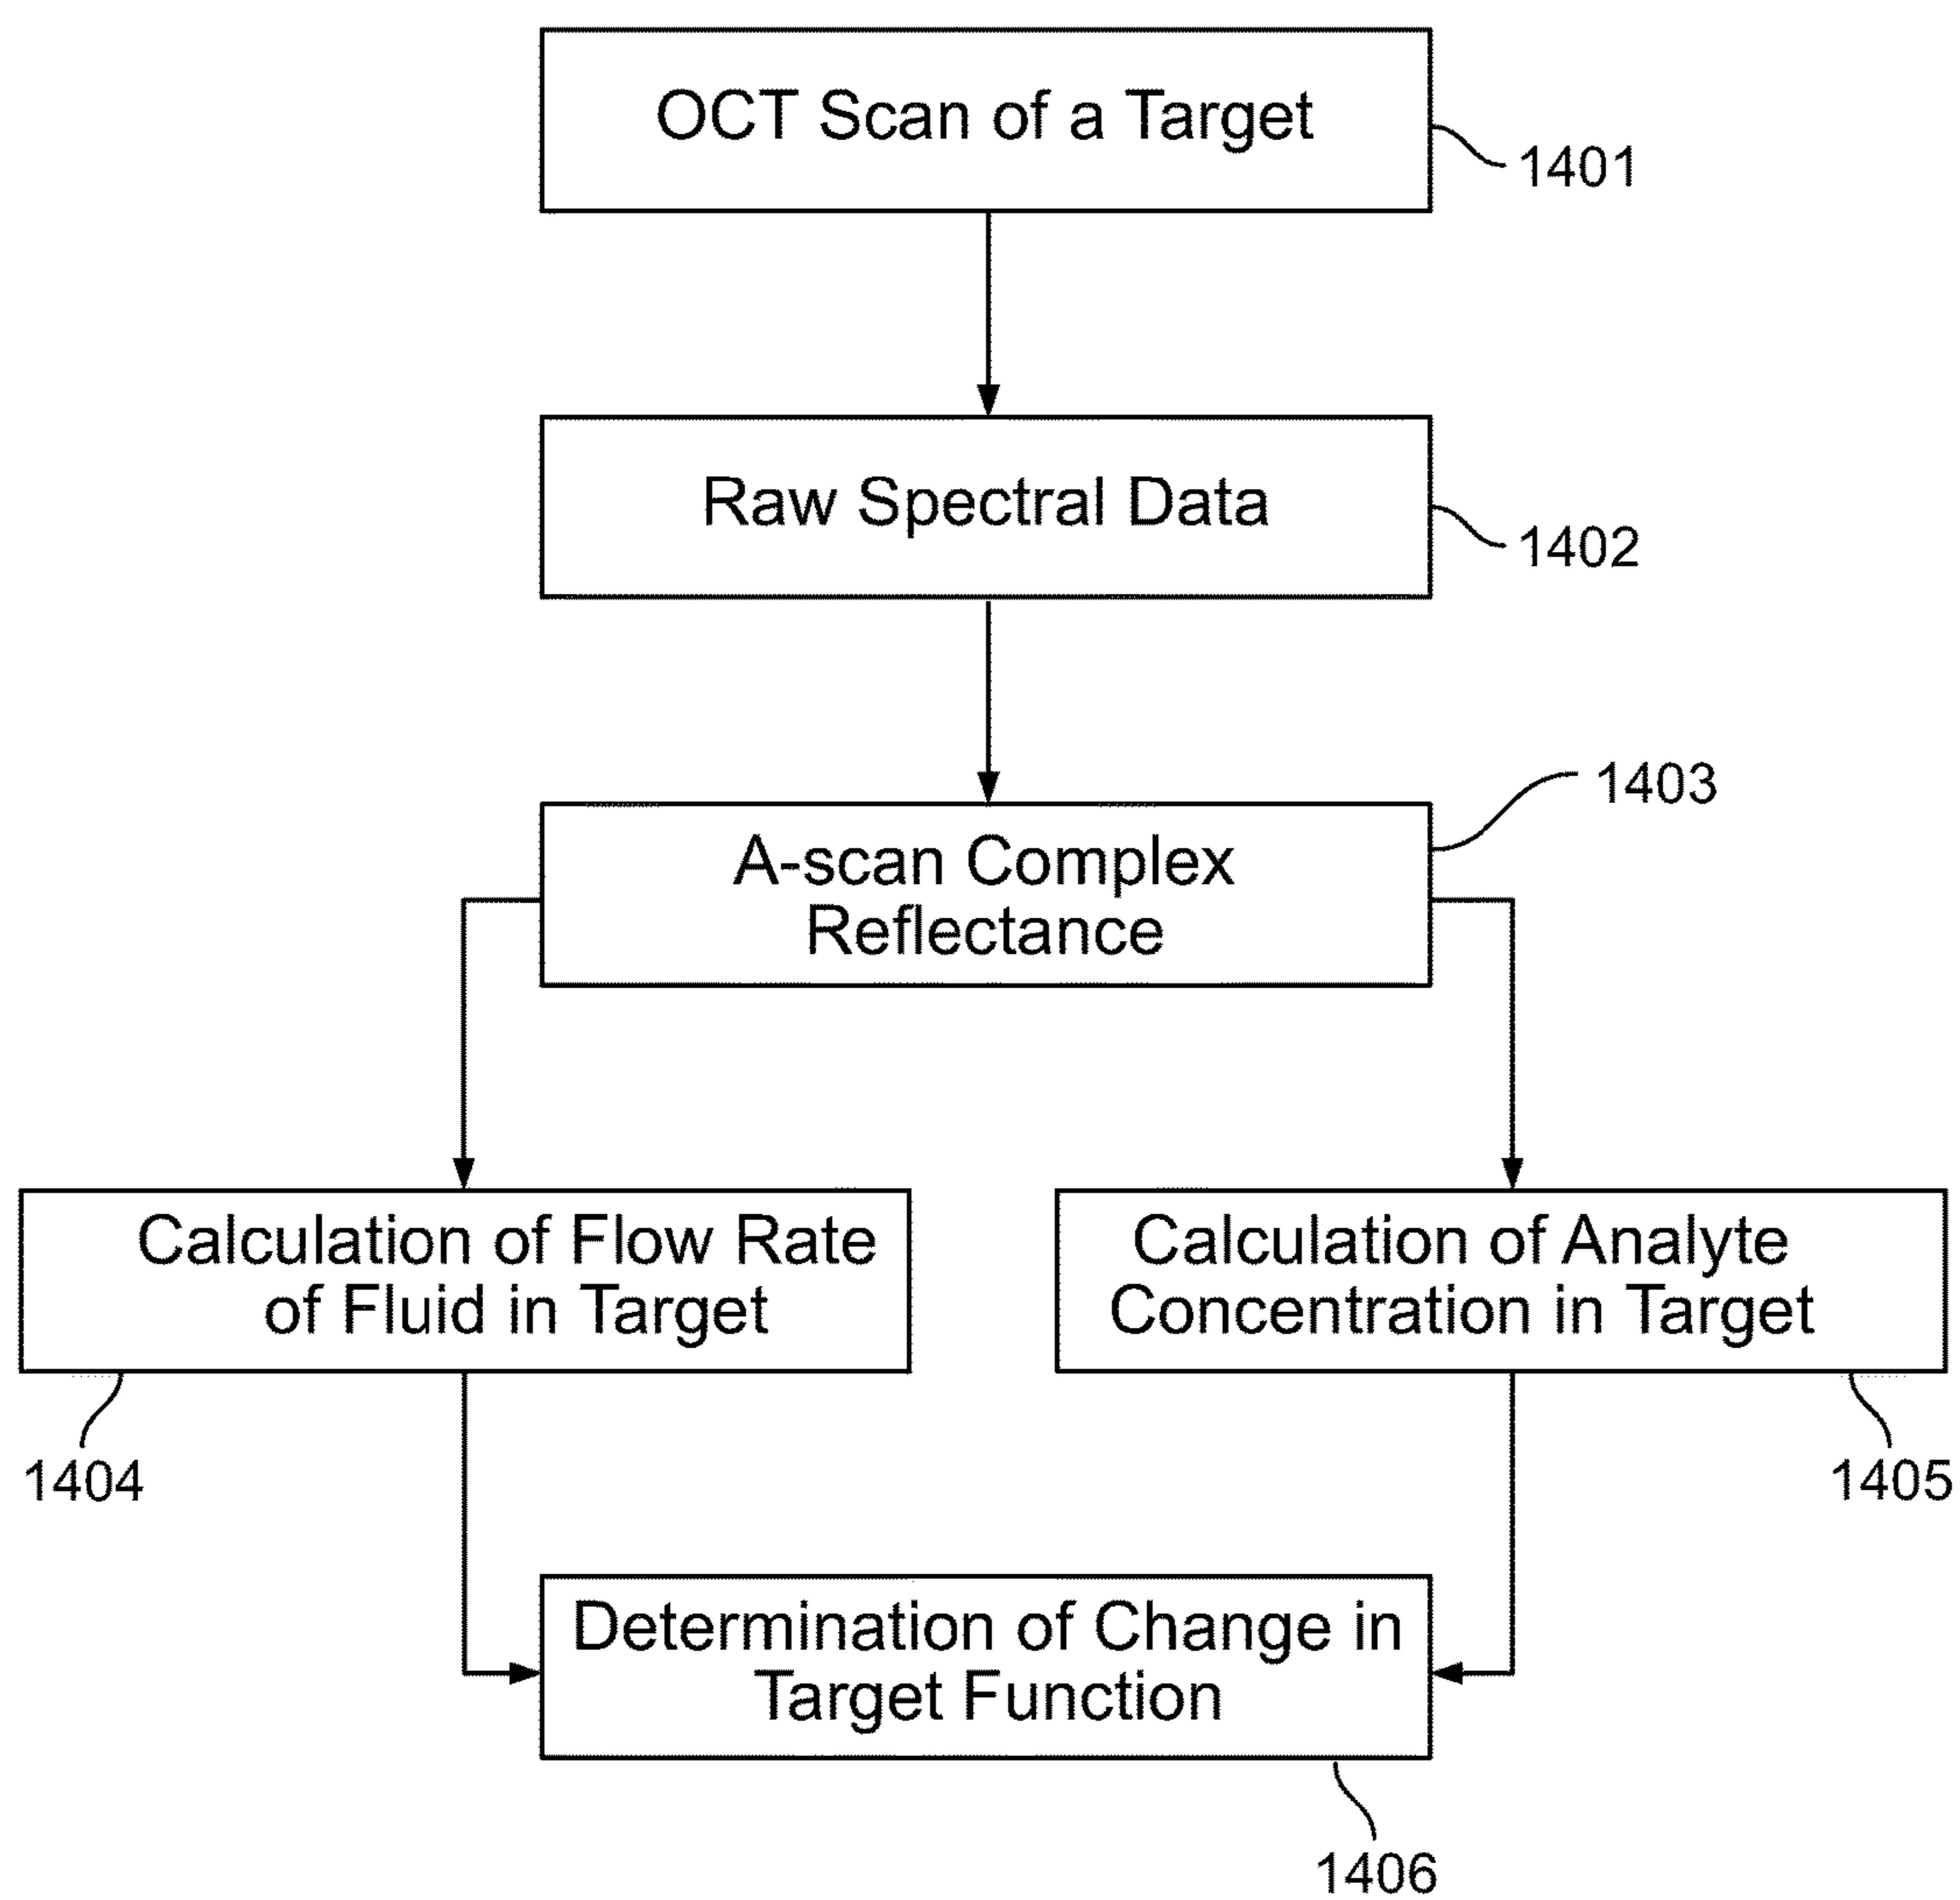 OCT Scan of a Target
1401
Raw Spectral Data
1402
1403
A-scan Complex
Reflectance
Calculation of Flow Rate
of Fluid in Target
1404
Calculation of Analyte
Concentration in Target
1405
Determination of Change in
Target Function
1406